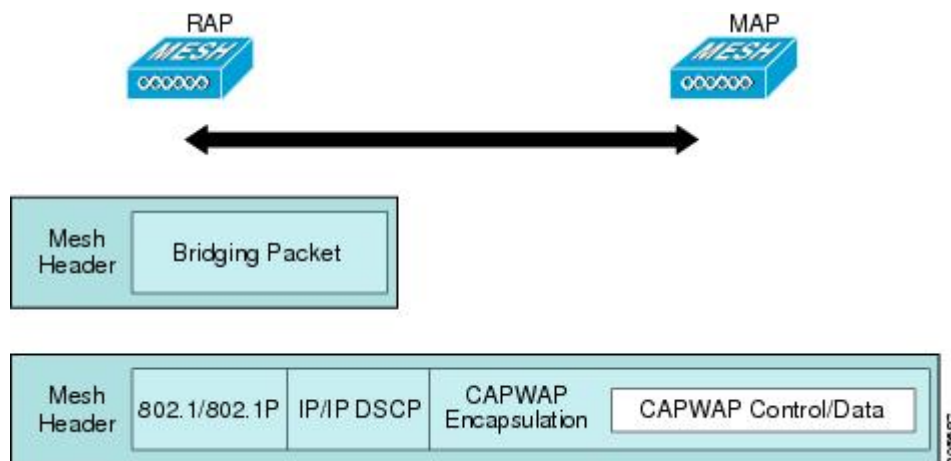 RAP
MAP
MESH
MESH
Mesh
Header
Bridging Packet
Mesh
Header
802.1/802.1P
IP/IP DSCP
CAPWAP
Encapsulation
CAPWAP Control/Data